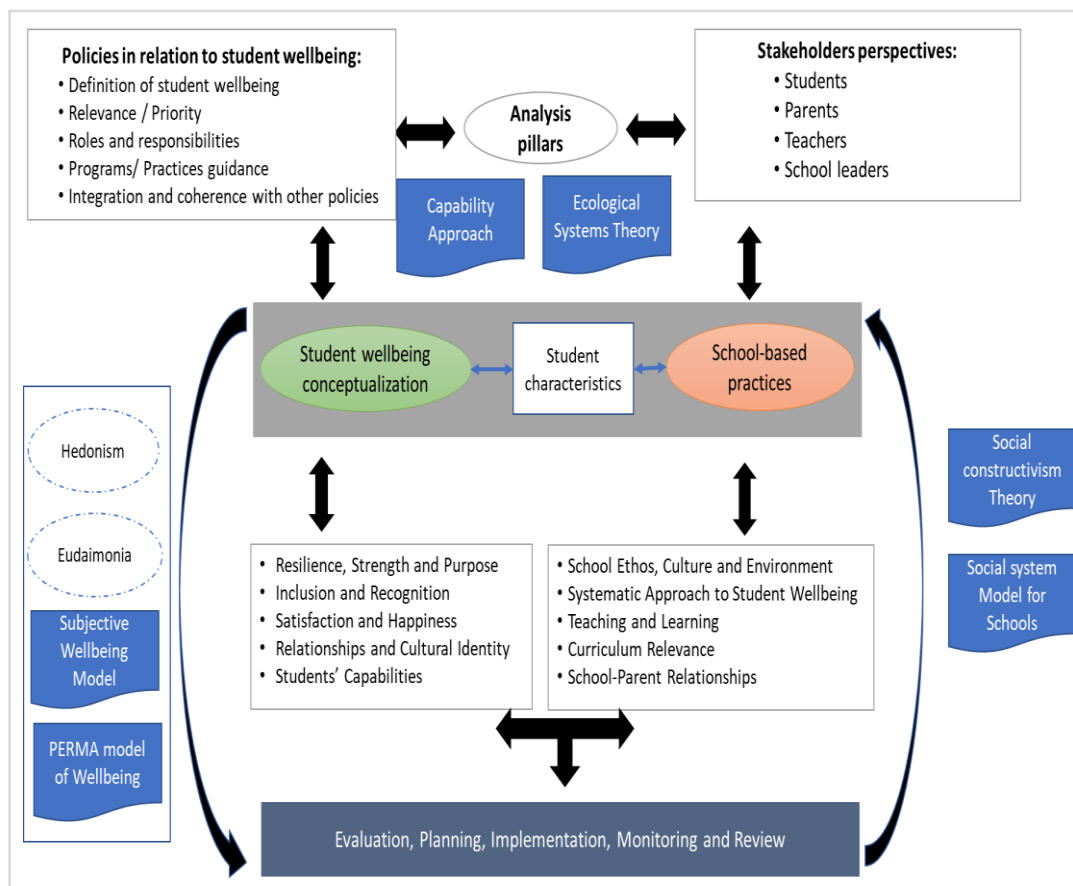 Policies in relation to student wellbeing:
• Definition of student wellbeing
• Relevance / Priority
• Roles and responsibilities
• Programs/ Practices guidance
• Integration and coherence with other policies
Analysis
pillars
Stakeholders perspectives:
• Students
• Parents
• Teachers
• School leaders
Capability
Approach
Ecological
Systems Theory
Student wellbeing
conceptualization
Student
characteristics
School-based
practices
Hedonism
Eudaimonia
Subjective
Wellbeing
Model
PERMA model
of Wellbeing
• Resilience, Strength and Purpose
• Inclusion and Recognition
• Satisfaction and Happiness
• Relationships and Cultural Identity
• Students’ Capabilities
• School Ethos, Culture and Environment
• Systematic Approach to Student Wellbeing
• Teaching and Learning
• Curriculum Relevance
• School-Parent Relationships
Social
constructivism
Theory
Social system
Model for
Schools
Evaluation, Planning, Implementation, Monitoring and Review